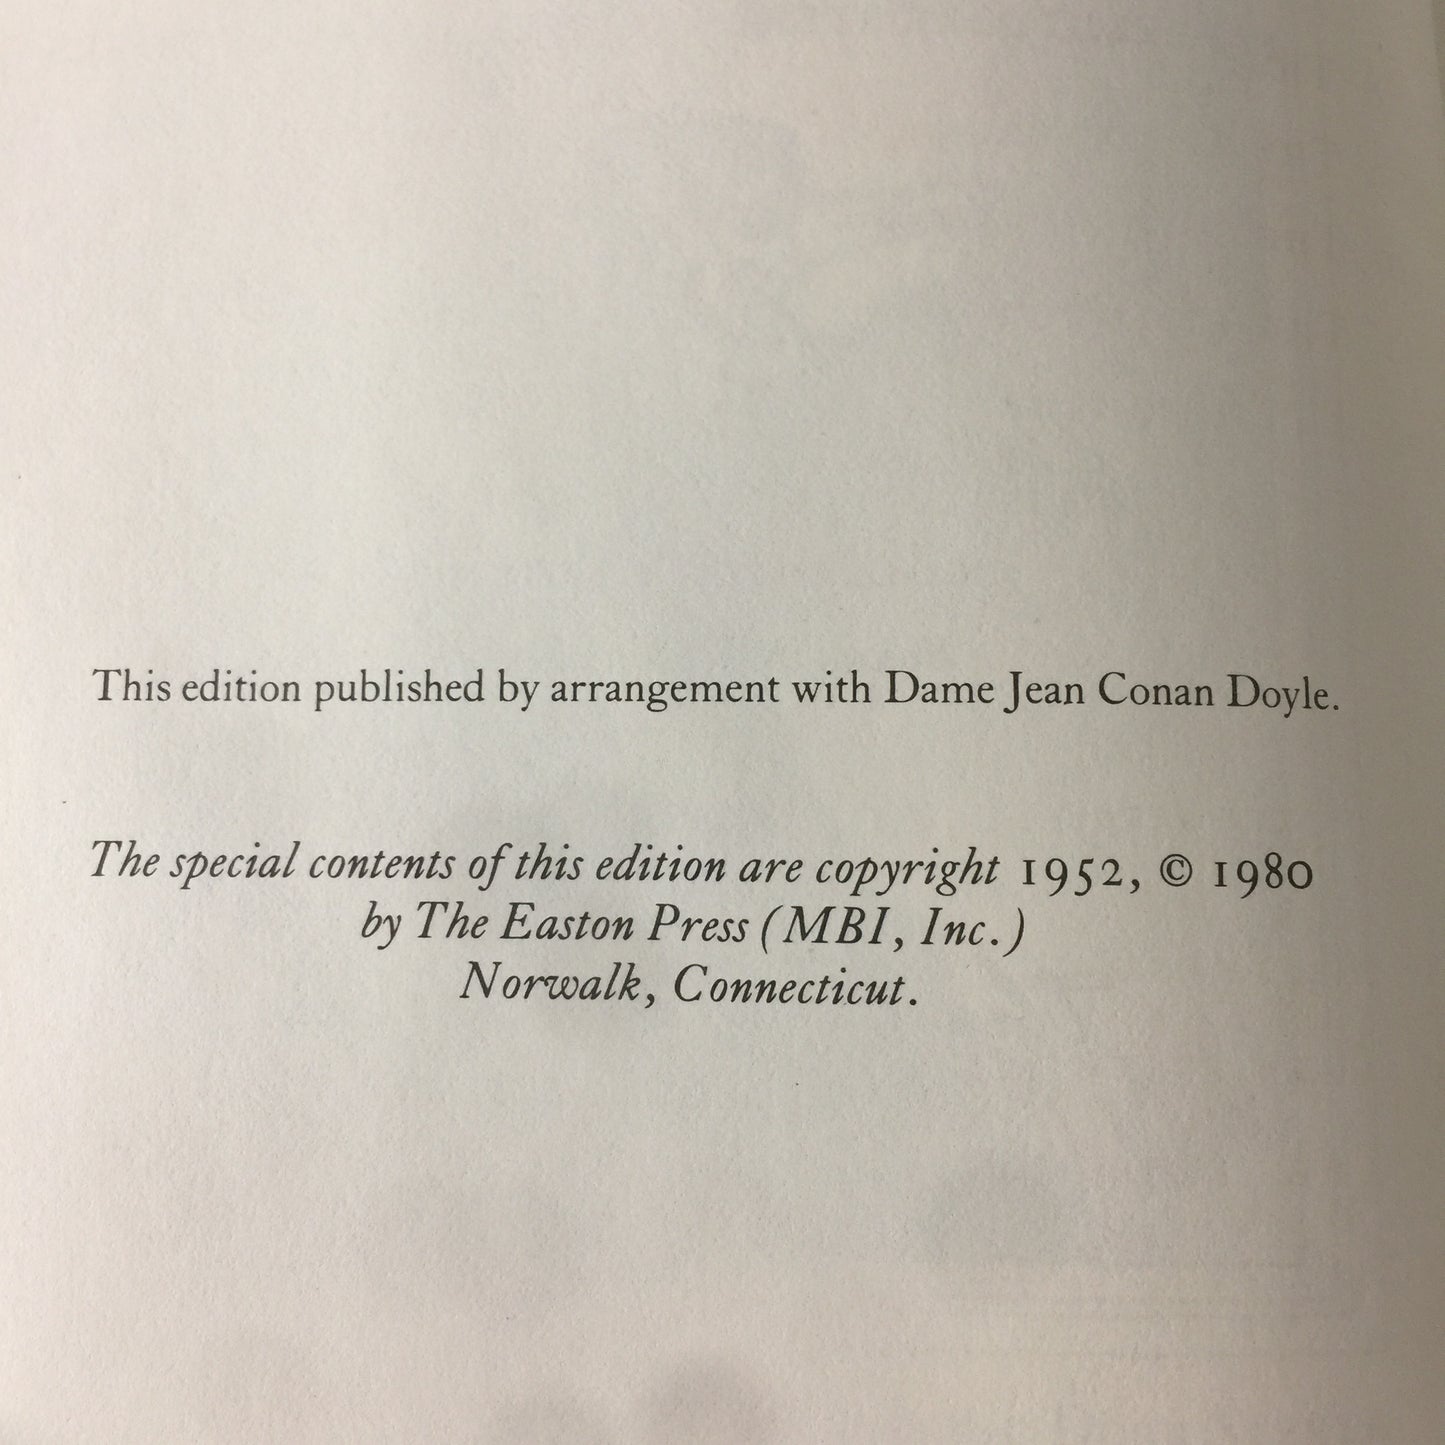 This edition published by arrangement with Dame Jean Conan Doyle.
The special contents of this edition are copyright 1952, © 1980
by The Easton Press (MBI, Inc.)
Norwalk, Connecticut.